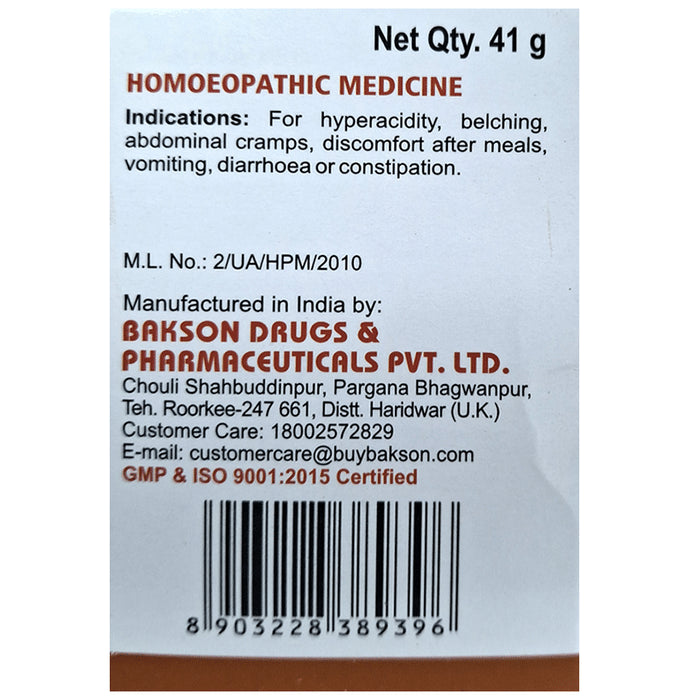 Net Qty. 41 g
HOMOEOPATHIC MEDICINE
Indications: For hyperacidity, belching,
abdominal cramps, discomfort after meals,
vomiting, diarrhoea or constipation.
M.L. No.: 2/UA/HPM/2010
Manufactured in India by:
BAKSON DRUGS &
PHARMACEUTICALS PVT. LTD.
Chouli Shahbuddinpur, Pargana Bhagwanpur,
Teh. Roorkee-247 661, Distt. Haridwar (U.K.)
Customer Care: 18002572829
E-mail: customercare@buybakson.com
GMP & ISO 9001:2015 Certified
8 903228 389396